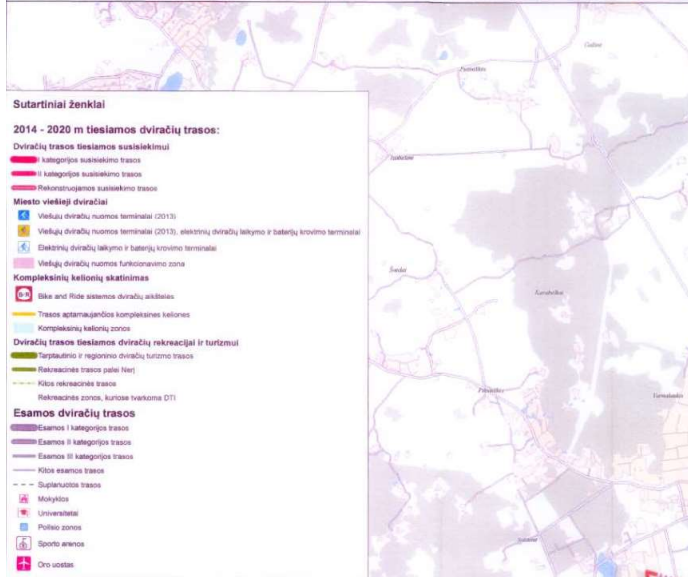 Sutartiniai ženklai
2014 - 2020 m tiesiamos dviračių trasos:
Dviračių trasos tiesiamos susisiekimui
I kategorijos susisiekimo trasos
II kategorijos susisiekimo trasos
Rekonstruojamos susisiekimo trasos
Miesto viešieji dviračiai
Viešųjų dviračių nuomos terminalai (2013)
Viešųjų dviračių nuomos terminalai (2013), elektrinių dviračių laikymo ir baterijų krovimo terminalai
Elektrinių dviračių laikymo ir baterijų krovimo terminalai
Viešųjų dviračių nuomos funkcionavimo zona
Kompleksinių kelionių skatinimas
B+R Bike and Ride sistemos dviračių aikštelės
Trasos aptarnaujančios kompleksines keliones
Kompleksinių kelionių zonos
Dviračių trasos tiesiamos dviračių rekreacijai ir turizmui
Tarptautinio ir regioninio dviračių turizmo trasos
Rekreacinės trasos palei Nerį
Kitos rekreacinės trasos
Rekreacinės zonos, kuriose tvarkoma DTI
Esamos dviračių trasos
Esamos I kategorijos trasos
Esamos II kategorijos trasos
Esamos III kategorijos trasos
Kitos esamos trasos
Suplanuotos trasos
Mokyklos
Universitetai
Poilsio zonos
Sporto arenos
Oro uostas